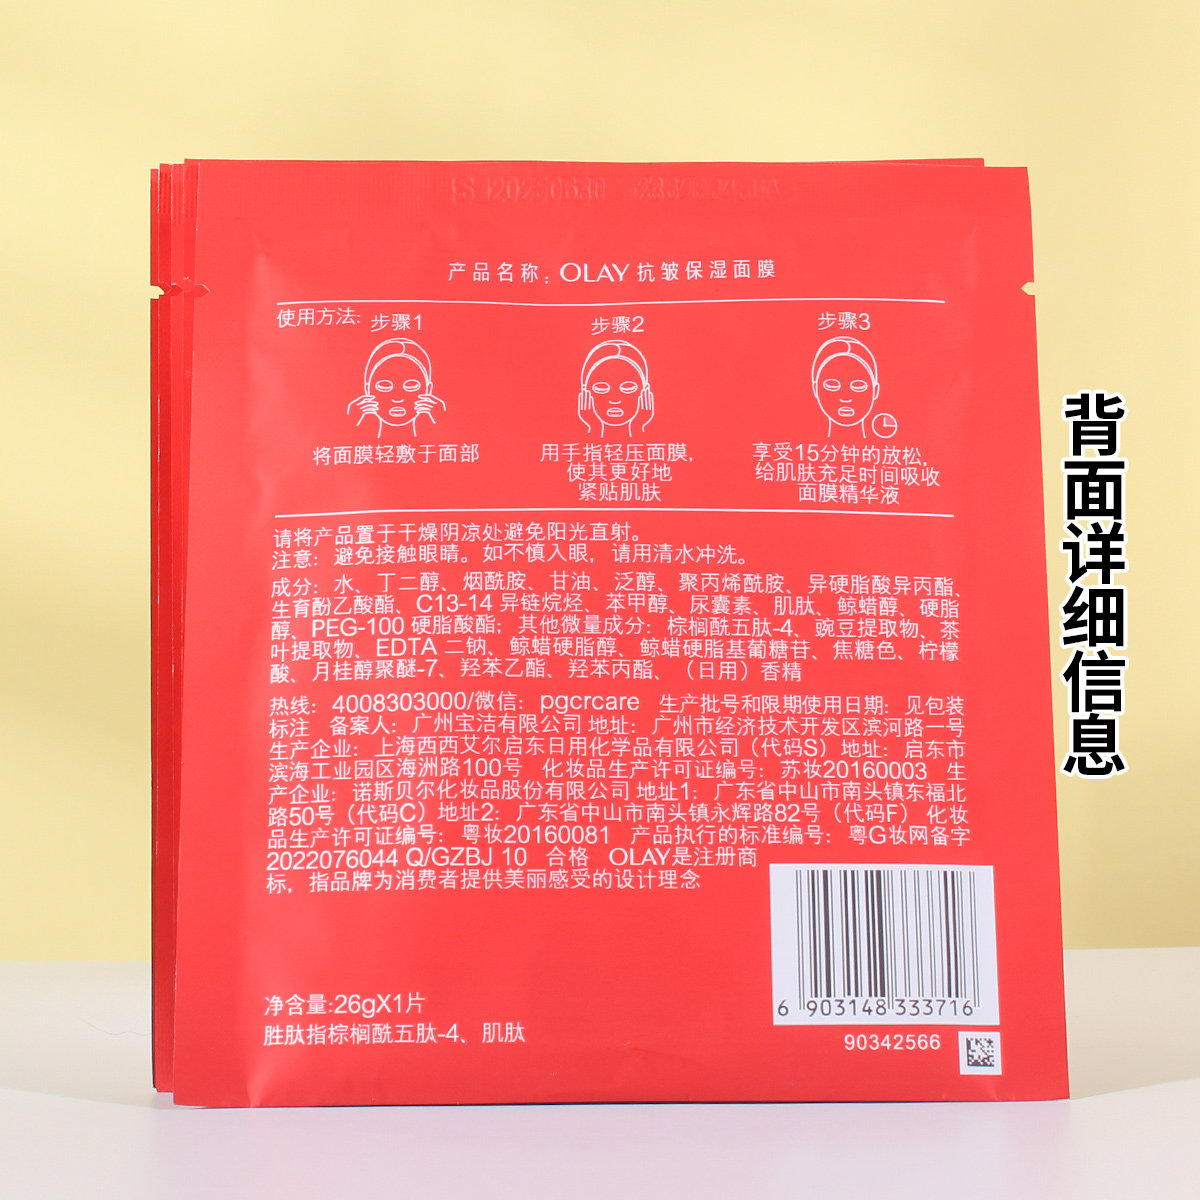 产品名称：OLAY 抗皱保湿面膜
使用方法: 步骤1
步骤2
步骤3
将面膜轻敷于面部
用手指轻压面膜，
使其更好地
紧贴肌肤
享受15分钟的放松，
给肌肤充足时间吸收
面膜精华液
请将产品置于干燥阴凉处避免阳光直射。
注意：避免接触眼睛。如不慎入眼，请用清水冲洗。
成分：水、丁二醇、烟酰胺、甘油、泛醇、聚丙烯酰胺、异硬脂酸异丙酯、
生育酚乙酸酯、C13-14 异链烷烃、苯甲醇、尿囊素、肌肽、鲸蜡醇、硬脂
醇、PEG-100 硬脂酸酯；其他微量成分：棕榈酰五肽-4、豌豆提取物、茶
叶提取物、EDTA 二钠、鲸蜡硬脂醇、鲸蜡硬脂基葡糖苷、焦糖色、柠檬
酸、月桂醇聚醚-7、羟苯乙酯、羟苯丙酯、（日用）香精
热线：4008303000/微信：pgcrcare 生产批号和限期使用日期：见包装
标注 备案人：广州宝洁有限公司 地址：广州市经济技术开发区滨河路一号
生产企业：上海西西艾尔启东日用化学品有限公司（代码S）地址：启东市
滨海工业园区海洲路100号 化妆品生产许可证编号：苏妆20160003 生
产企业：诺斯贝尔化妆品股份有限公司 地址1：广东省中山市南头镇东福北
路50号（代码C）地址2：广东省中山市南头镇永辉路82号（代码F） 化妆
品生产许可证编号：粤妆20160081 产品执行的标准编号：粤G妆网备字
2022076044 Q/GZBJ 10 合格 OLAY是注册商
标，指品牌为消费者提供美丽感受的设计理念
净含量:26gX1片
胜肽指棕榈酰五肽-4、肌肽
6 903148 333716
90342566
背面详细信息